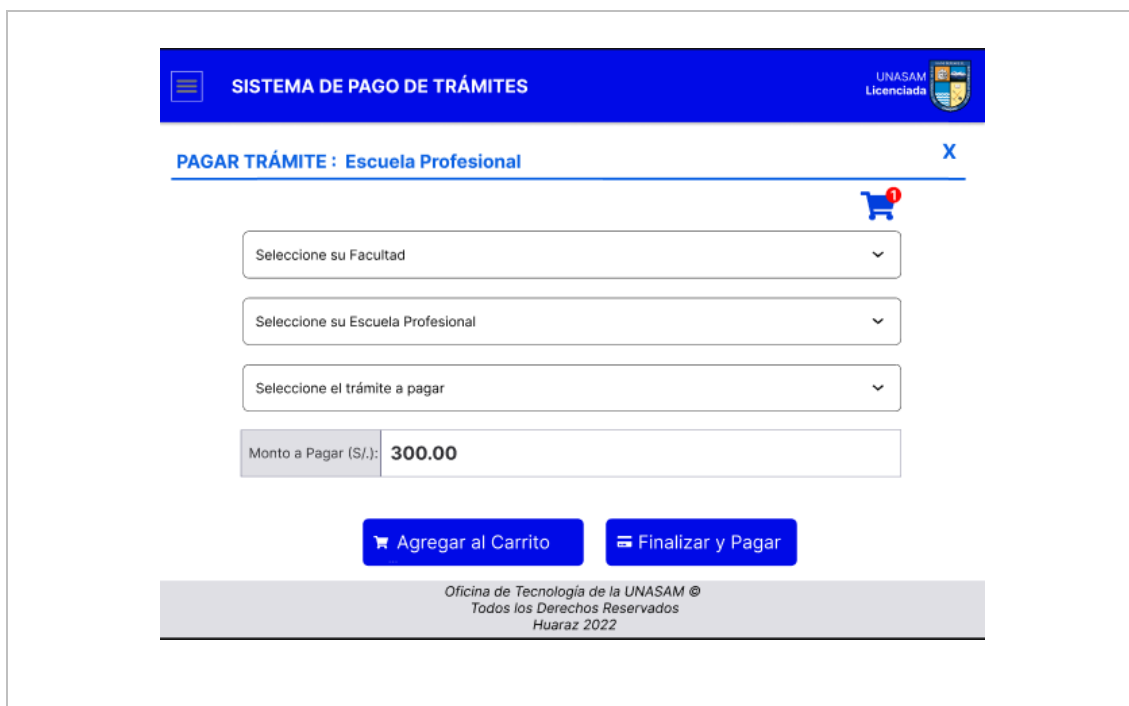 SISTEMA DE PAGO DE TRÁMITES
UNASAM
Licenciada
PAGAR TRÁMITE : Escuela Profesional
X
1
Seleccione su Facultad
Seleccione su Escuela Profesional
Seleccione el trámite a pagar
Monto a Pagar (S/.): 300.00
Agregar al Carrito
...
Finalizar y Pagar
Oficina de Tecnología de la UNASAM ©
Todos los Derechos Reservados
Huaraz 2022